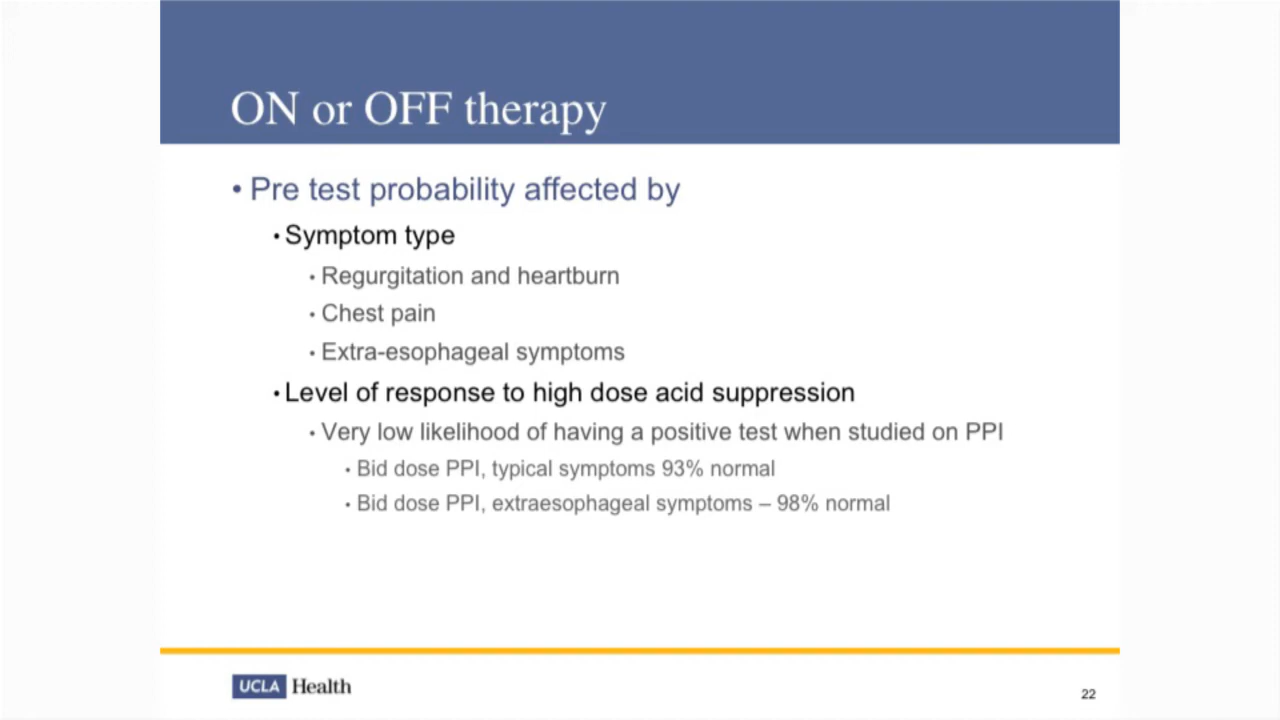 ON or OFF therapy
• Pre test probability affected by
• Symptom type
• Regurgitation and heartburn
• Chest pain
• Extra-esophageal symptoms
• Level of response to high dose acid suppression
• Very low likelihood of having a positive test when studied on PPI
• Bid dose PPI, typical symptoms 93% normal
• Bid dose PPI, extraesophageal symptoms – 98% normal
UCLA Health
22